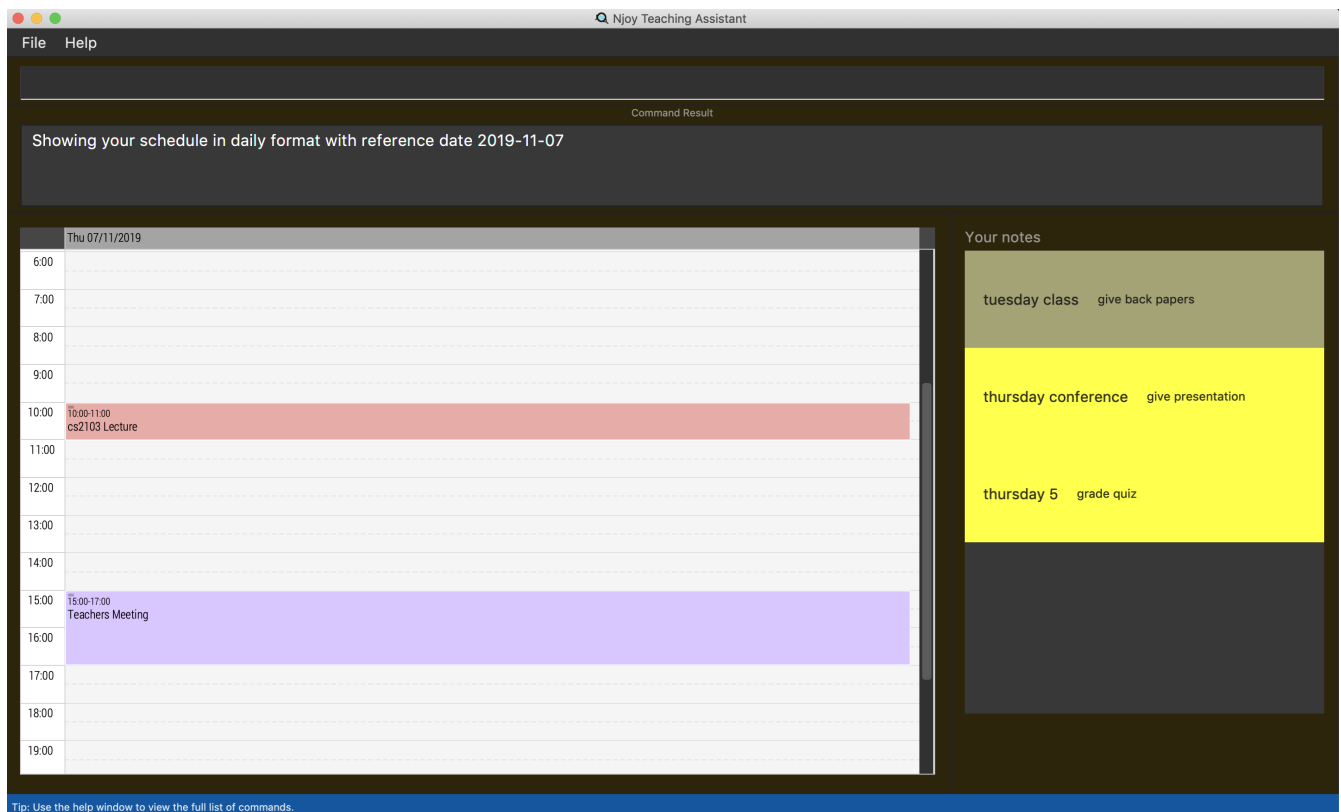 Njoy Teaching Assistant
File Help
Command Result
Showing your schedule in daily format with reference date 2019-11-07
Thu 07/11/2019
6:00
7:00
8:00
9:00
10:00
10:00-11:00
cs2103 Lecture
11:00
12:00
13:00
14:00
15:00
15:00-17:00
Teachers Meeting
16:00
17:00
18:00
19:00
Your notes
tuesday class give back papers
thursday conference give presentation
thursday 5 grade quiz
Tip: Use the help window to view the full list of commands.